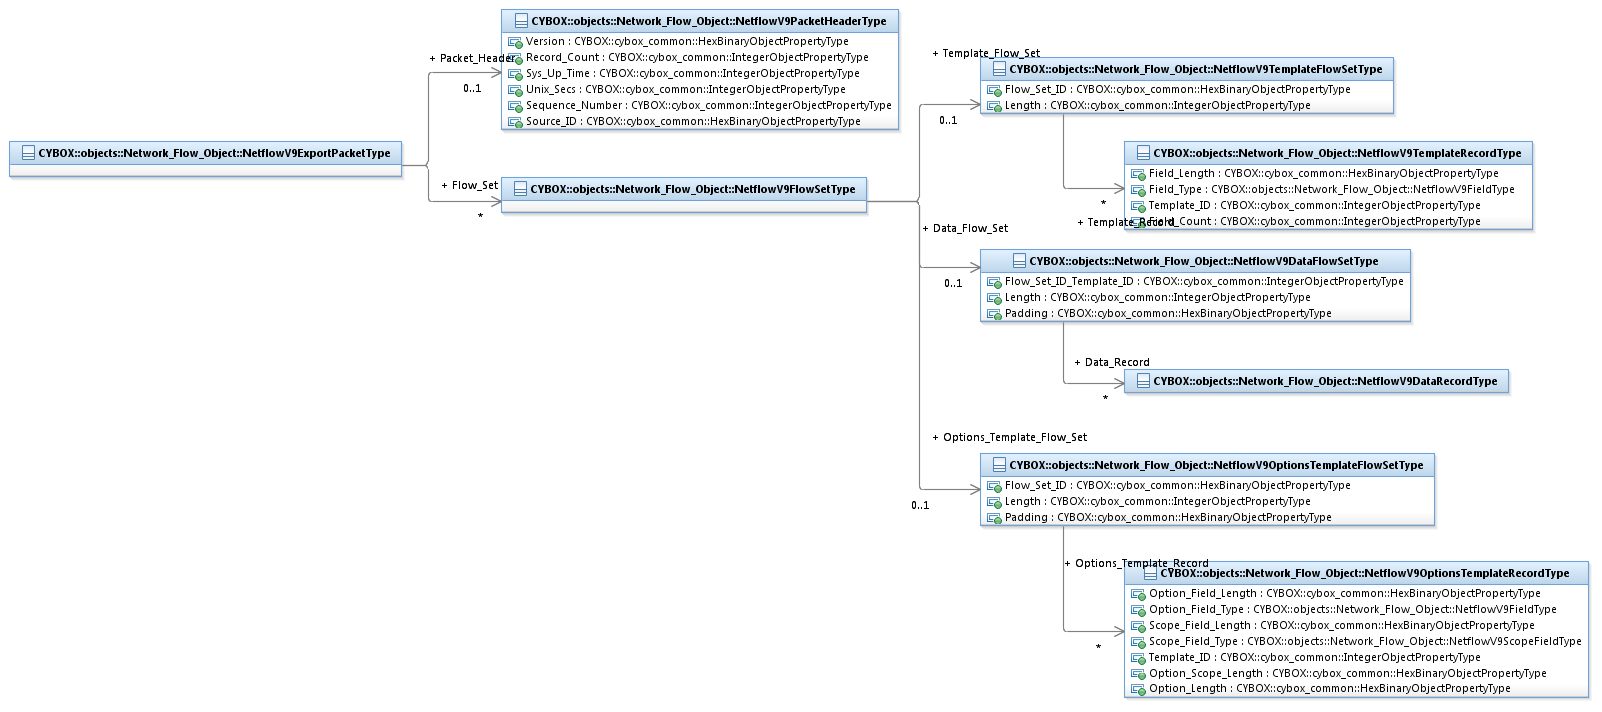 CYBOX::objects::Network_Flow_Object::NetflowV9PacketHeaderType
Version : CYBOX::cybox_common::HexBinaryObjectPropertyType
Record_Count : CYBOX::cybox_common::IntegerObjectPropertyType
Sys_Up_Time : CYBOX::cybox_common::IntegerObjectPropertyType
Unix_Secs : CYBOX::cybox_common::IntegerObjectPropertyType
Sequence_Number : CYBOX::cybox_common::IntegerObjectPropertyType
Source_ID : CYBOX::cybox_common::HexBinaryObjectPropertyType
+ Packet_Header
0..1
CYBOX::objects::Network_Flow_Object::NetflowV9ExportPacketType
+ Flow_Set
*
CYBOX::objects::Network_Flow_Object::NetflowV9FlowSetType
+ Template_Flow_Set
0..1
CYBOX::objects::Network_Flow_Object::NetflowV9TemplateFlowSetType
Flow_Set_ID : CYBOX::cybox_common::HexBinaryObjectPropertyType
Length : CYBOX::cybox_common::IntegerObjectPropertyType
CYBOX::objects::Network_Flow_Object::NetflowV9TemplateRecordType
Field_Length : CYBOX::cybox_common::HexBinaryObjectPropertyType
Field_Type : CYBOX::objects::Network_Flow_Object::NetflowV9FieldType
Template_ID : CYBOX::cybox_common::IntegerObjectPropertyType
Field_Count : CYBOX::cybox_common::IntegerObjectPropertyType
*
+ Template_Record
+ Data_Flow_Set
0..1
CYBOX::objects::Network_Flow_Object::NetflowV9DataFlowSetType
Flow_Set_ID_Template_ID : CYBOX::cybox_common::IntegerObjectPropertyType
Length : CYBOX::cybox_common::IntegerObjectPropertyType
Padding : CYBOX::cybox_common::HexBinaryObjectPropertyType
+ Data_Record
*
CYBOX::objects::Network_Flow_Object::NetflowV9DataRecordType
+ Options_Template_Flow_Set
0..1
CYBOX::objects::Network_Flow_Object::NetflowV9OptionsTemplateFlowSetType
Flow_Set_ID : CYBOX::cybox_common::HexBinaryObjectPropertyType
Length : CYBOX::cybox_common::IntegerObjectPropertyType
Padding : CYBOX::cybox_common::HexBinaryObjectPropertyType
+ Options_Template_Record
*
CYBOX::objects::Network_Flow_Object::NetflowV9OptionsTemplateRecordType
Option_Field_Length : CYBOX::cybox_common::HexBinaryObjectPropertyType
Option_Field_Type : CYBOX::objects::Network_Flow_Object::NetflowV9FieldType
Scope_Field_Length : CYBOX::cybox_common::HexBinaryObjectPropertyType
Scope_Field_Type : CYBOX::objects::Network_Flow_Object::NetflowV9ScopeFieldType
Template_ID : CYBOX::cybox_common::IntegerObjectPropertyType
Option_Scope_Length : CYBOX::cybox_common::HexBinaryObjectPropertyType
Option_Length : CYBOX::cybox_common::HexBinaryObjectPropertyType